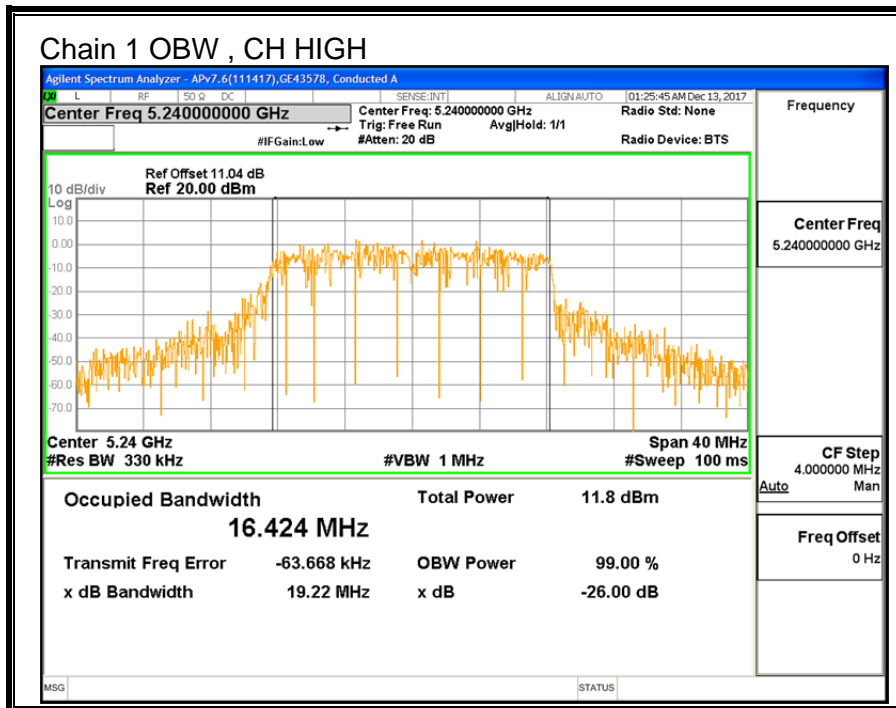 Chain 1 OBW , CH HIGH
Agilent Spectrum Analyzer - APv7.6(111417),GE43578, Conducted A
LXI L RF 50 Ω DC SENSE:INT ALIGN AUTO 01:25:45 AM Dec 13, 2017
Center Freq 5.240000000 GHz
Center Freq: 5.240000000 GHz
Radio Std: None
Trig: Free Run
Avg|Hold: 1/1
#IFGain:Low
#Atten: 20 dB
Radio Device: BTS
Ref Offset 11.04 dB
10 dB/div Ref 20.00 dBm
Log
10.0
0.00
-10.0
-20.0
-30.0
-40.0
-50.0
-60.0
-70.0
Center 5.24 GHz
Span 40 MHz
#Res BW 330 kHz
#VBW 1 MHz
#Sweep 100 ms
Occupied Bandwidth
Total Power 11.8 dBm
16.424 MHz
Transmit Freq Error -63.668 kHz
OBW Power 99.00 %
x dB Bandwidth 19.22 MHz
x dB -26.00 dB
Frequency
Center Freq
5.240000000 GHz
CF Step
4.000000 MHz
Auto Man
Freq Offset
0 Hz
MSG
STATUS